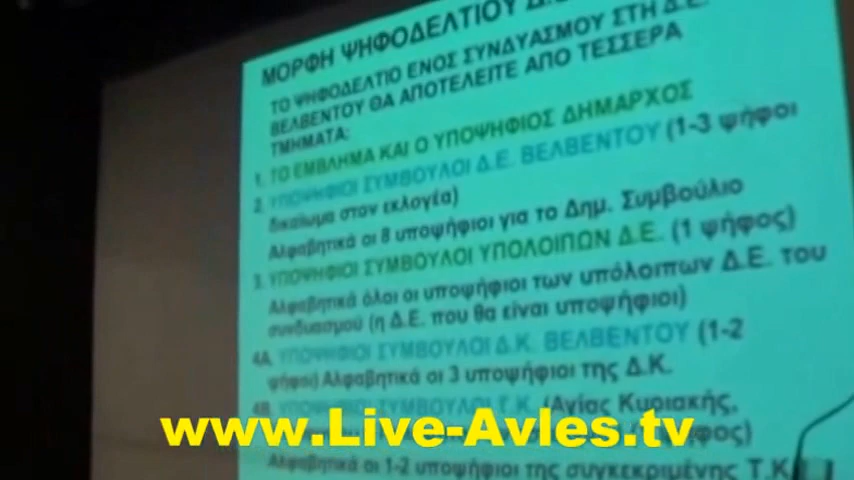 ΜΟΡΦΗ ΨΗΦΟΔΕΛΤΙΟΥ
ΤΟ ΨΗΦΟΔΕΛΤΙΟ ΕΝΟΣ ΣΥΝΔΥΑΣΜΟΥ ΣΤΗ Δ.Ε.
ΒΕΛΒΕΝΤΟΥ ΘΑ ΑΠΟΤΕΛΕΙΤΕ ΑΠΟ ΤΕΣΣΕΡΑ
ΤΜΗΜΑΤΑ:
1. ΤΟ ΕΜΒΛΗΜΑ ΚΑΙ Ο ΥΠΟΨΗΦΙΟΣ ΔΗΜΑΡΧΟΣ
2. ΥΠΟΨΗΦΙΟΙ ΣΥΜΒΟΥΛΟΙ Δ.Ε. ΒΕΛΒΕΝΤΟΥ (1-3 ψήφοι
δικαίωμα στον εκλογέα)
Αλφαβητικά οι 8 υποψήφιοι για το Δημ. Συμβούλιο
3. ΥΠΟΨΗΦΙΟΙ ΣΥΜΒΟΥΛΟΙ ΥΠΟΛΟΙΠΩΝ Δ.Ε. (1 ψήφος)
Αλφαβητικά όλοι οι υποψήφιοι των υπόλοιπων Δ.Ε. του
συνδυασμού (η Δ.Ε. που θα είναι υποψήφιοι)
4Α. ΥΠΟΨΗΦΙΟΙ ΣΥΜΒΟΥΛΟΙ Δ.Κ. ΒΕΛΒΕΝΤΟΥ (1-2
ψήφοι) Αλφαβητικά οι 3 υποψήφιοι της Δ.Κ.
4Β. ΥΠΟΨΗΦΙΟΙ ΣΥΜΒΟΥΛΟΙ Τ.Κ. (Αγίας Κυριακής,
www.Live-Avles.tv
Αλφαβητικά οι 1-2 υποψήφιοι της συγκεκριμένης Τ.Κ.